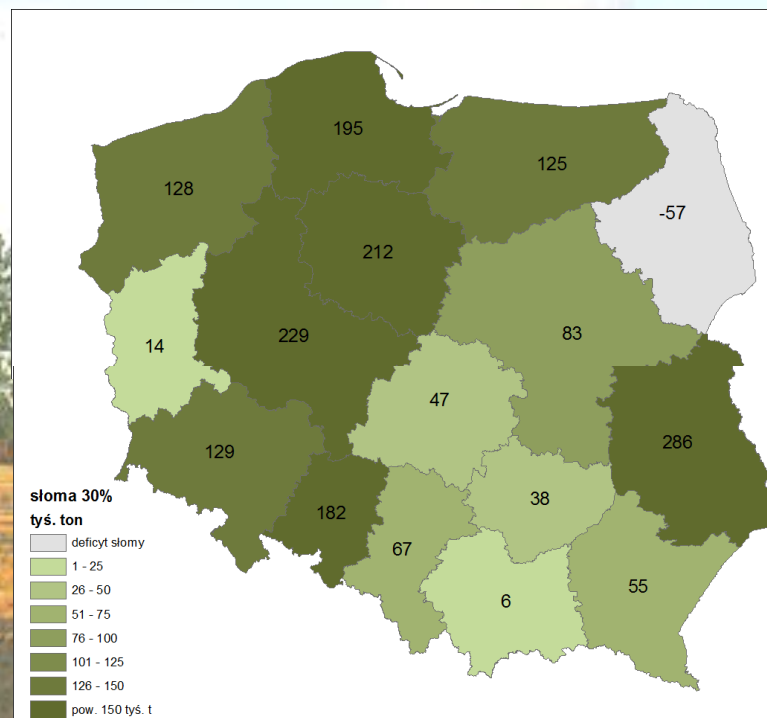 195
128
125
-57
212
14
229
83
47
129
286
182
38
67
55
6
słoma 30%
tyś. ton
deficyt słomy
1 - 25
26 - 50
51 - 75
76 - 100
101 - 125
126 - 150
pow. 150 tyś. t